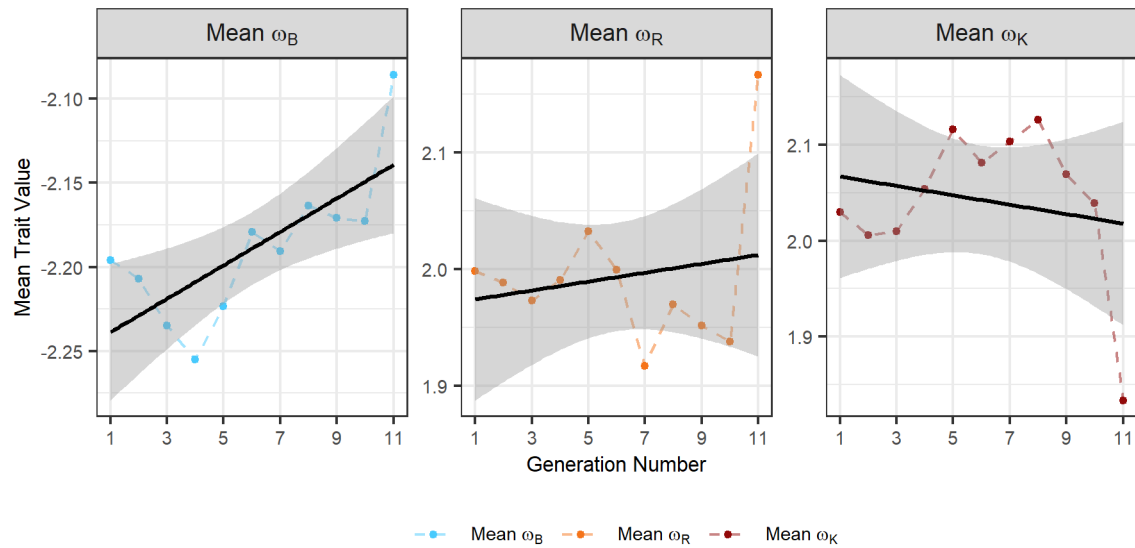 Mean ωB Mean ωR Mean ωK
Mean Trait Value
-2.10
-2.15
-2.20
-2.25
2.1
2.0
1.9
2.1
2.0
1.9
1 3 5 7 9 11 1 3 5 7 9 11 1 3 5 7 9 11
Generation Number
Mean ωB Mean ωR Mean ωK